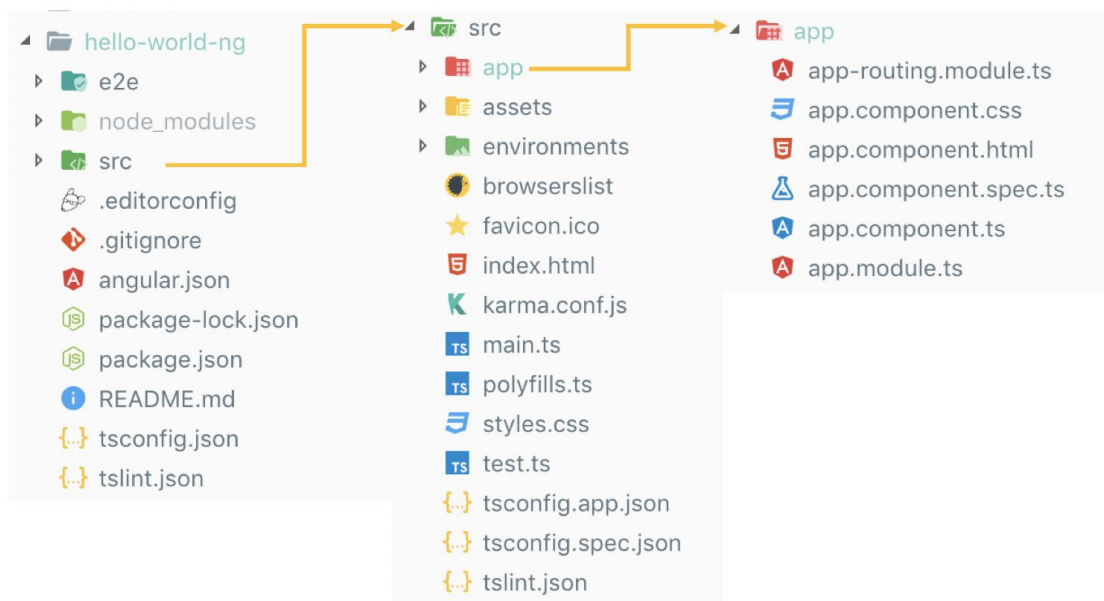 hello-world-ng
e2e
node_modules
src
.editorconfig
.gitignore
angular.json
package-lock.json
package.json
README.md
tsconfig.json
tslint.json
src
app
assets
environments
browserslist
favicon.ico
index.html
karma.conf.js
main.ts
polyfills.ts
styles.css
test.ts
tsconfig.app.json
tsconfig.spec.json
tslint.json
app
app-routing.module.ts
app.component.css
app.component.html
app.component.spec.ts
app.component.ts
app.module.ts